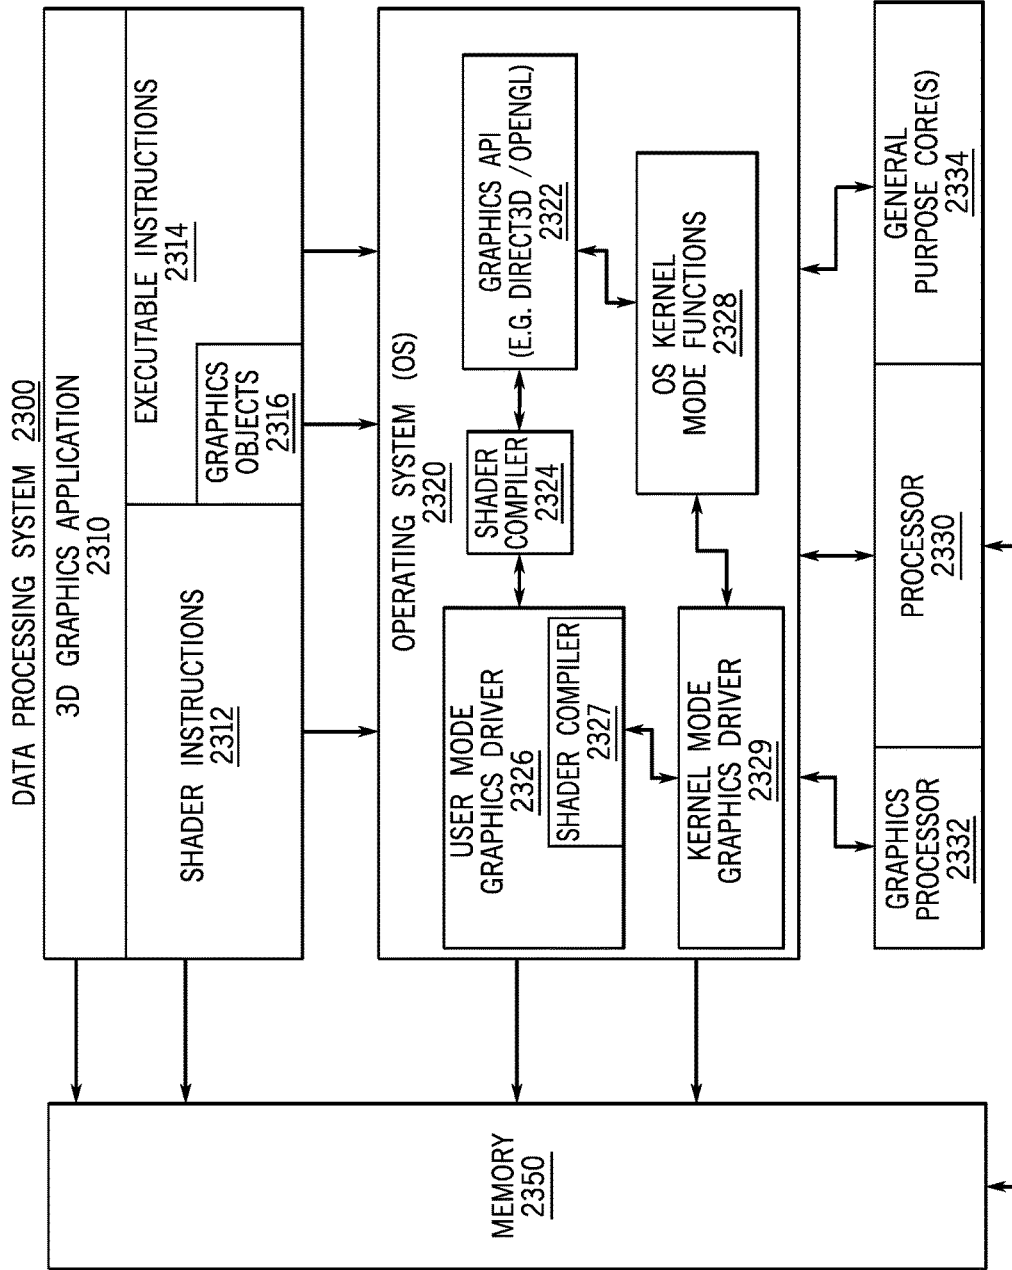 DATA PROCESSING SYSTEM 2300
3D GRAPHICS APPLICATION
2310
SHADER INSTRUCTIONS
2312
EXECUTABLE INSTRUCTIONS
2314
GRAPHICS
OBJECTS
2316
OPERATING SYSTEM (OS)
2320
USER MODE
GRAPHICS DRIVER
2326
SHADER COMPILER
2327
SHADER
COMPILER
2324
GRAPHICS API
(E.G. DIRECT3D /OPENGL)
2322
KERNEL MODE
GRAPHICS DRIVER
2329
OS KERNEL
MODE FUNCTIONS
2328
GRAPHICS
PROCESSOR
2332
PROCESSOR
2330
GENERAL
PURPOSE CORE(S)
2334
MEMORY
2350